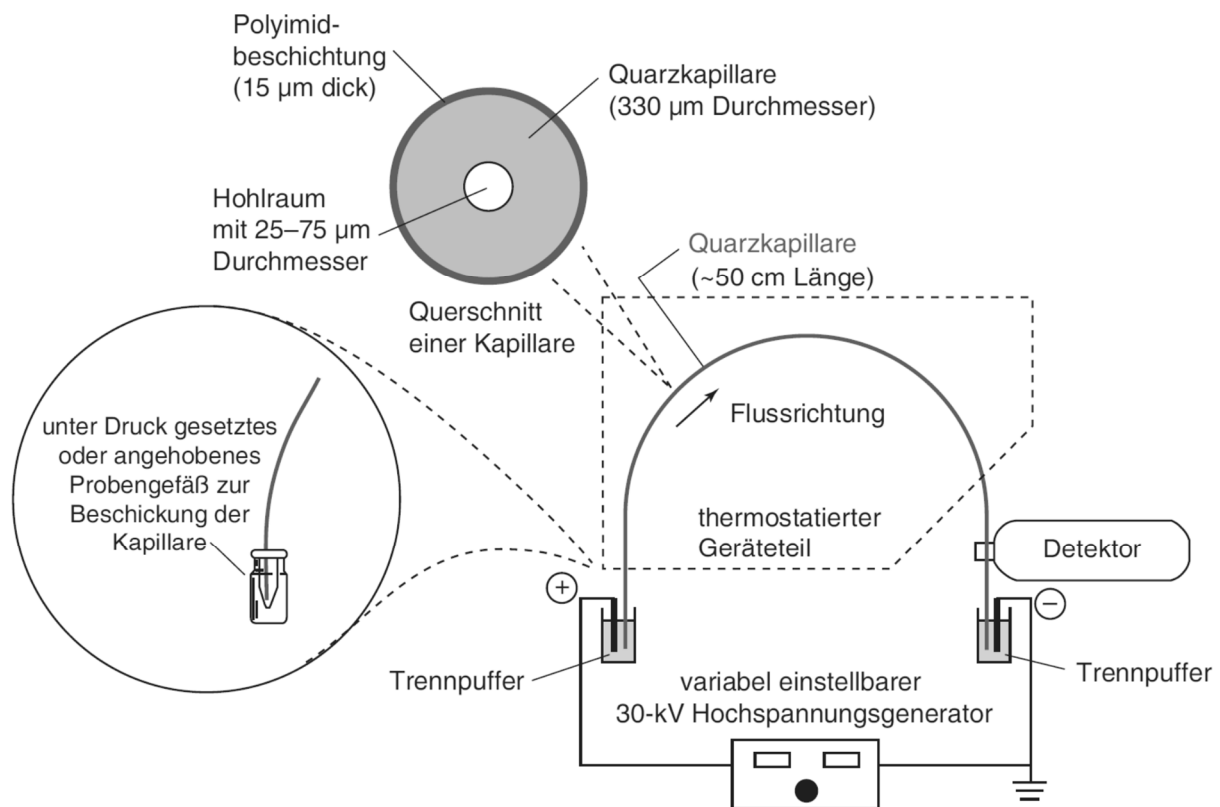 Polyimid-
beschichtung
(15 µm dick)
Quarzkapillare
(330 µm Durchmesser)
Hohlraum
mit 25–75 µm
Durchmesser
Querschnitt
einer Kapillare
Quarzkapillare
(~50 cm Länge)
Flussrichtung
unter Druck gesetztes
oder angehobenes
Probengefäß zur
Beschickung der
Kapillare
thermostatierter
Geräteteil
Detektor
+
−
Trennpuffer
Trennpuffer
variabel einstellbarer
30-kV Hochspannungsgenerator